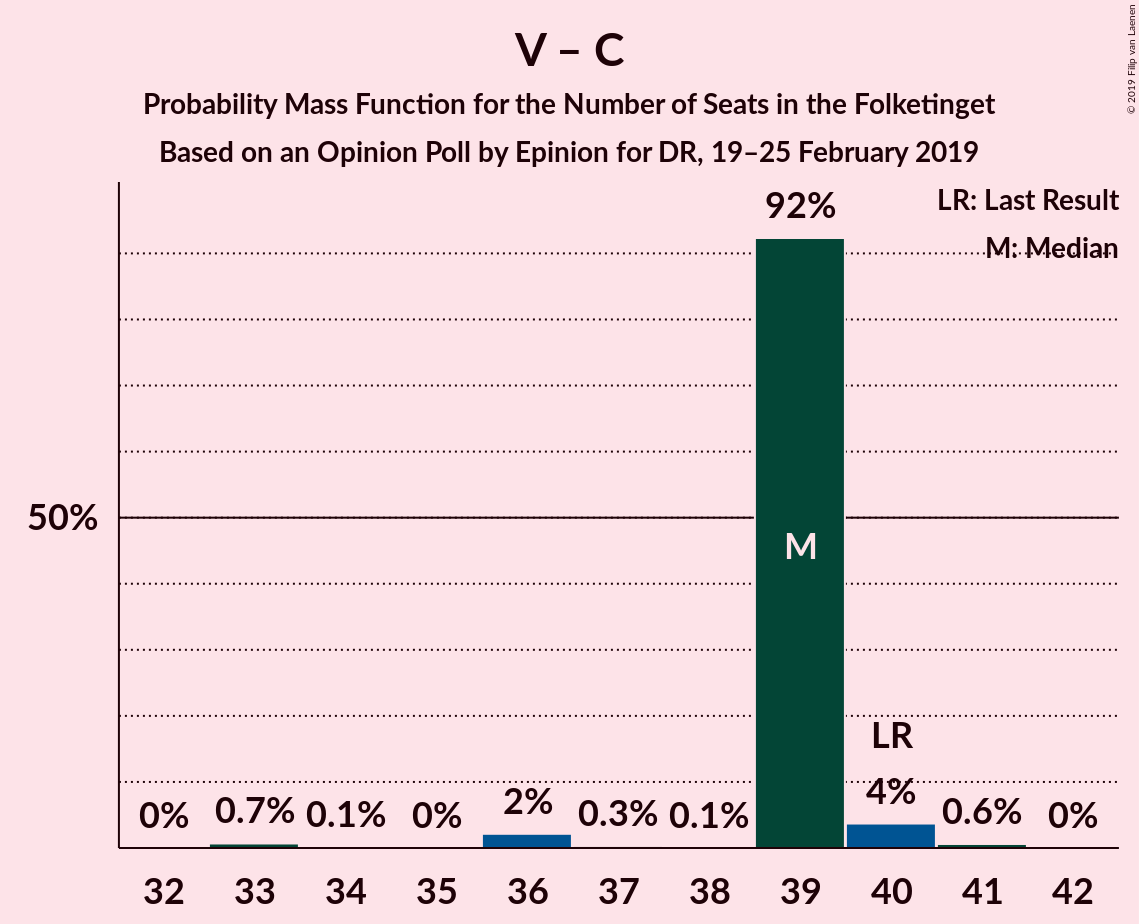 V – C
Probability Mass Function for the Number of Seats in the Folketinget
Based on an Opinion Poll by Epinion for DR, 19–25 February 2019
© 2019 Filip van Laenen
LR: Last Result
M: Median
92%
50%
M
LR
0% 0.7% 0.1% 0% 2% 0.3% 0.1% 4% 0.6% 0%
32 33 34 35 36 37 38 39 40 41 42